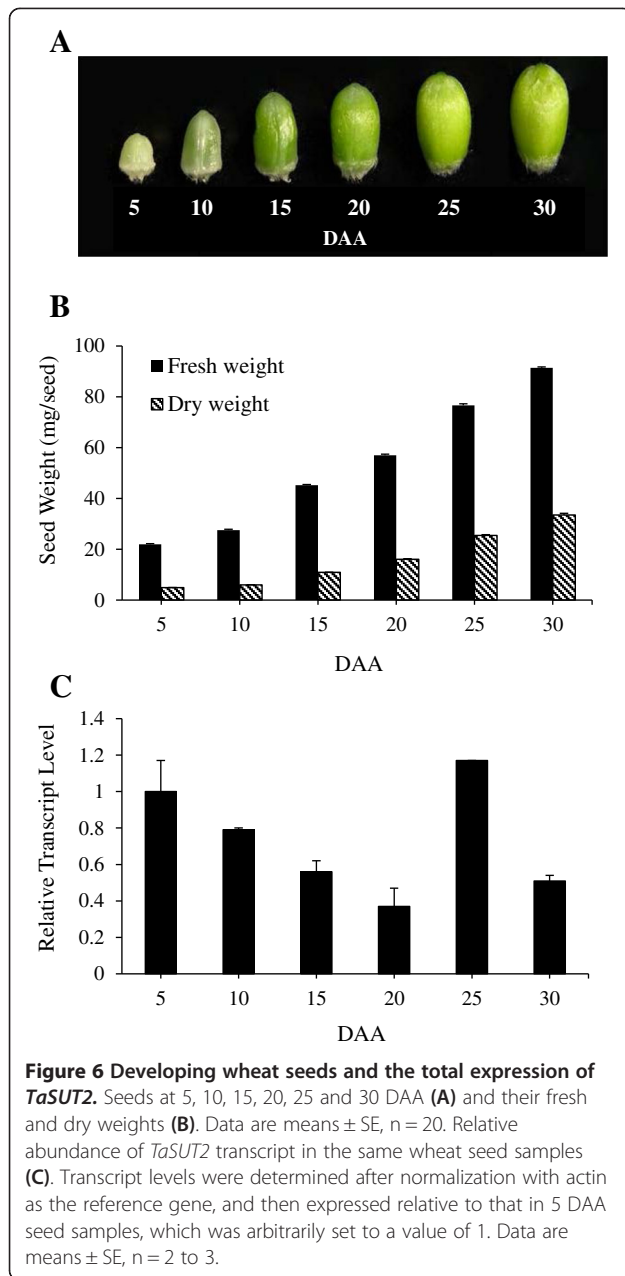 A
5 10 15 20 25 30
DAA
B
100
80
60
40
20
0
Seed Weight (mg/seed)
Fresh weight
Dry weight
5 10 15 20 25 30
DAA
C
1.4
1.2
1
0.8
0.6
0.4
0.2
0
Relative Transcript Level
5 10 15 20 25 30
DAA
Figure 6 Developing wheat seeds and the total expression of
TaSUT2. Seeds at 5, 10, 15, 20, 25 and 30 DAA (A) and their fresh
and dry weights (B). Data are means ± SE, n = 20. Relative
abundance of TaSUT2 transcript in the same wheat seed samples
(C). Transcript levels were determined after normalization with actin
as the reference gene, and then expressed relative to that in 5 DAA
seed samples, which was arbitrarily set to a value of 1. Data are
means ± SE, n = 2 to 3.